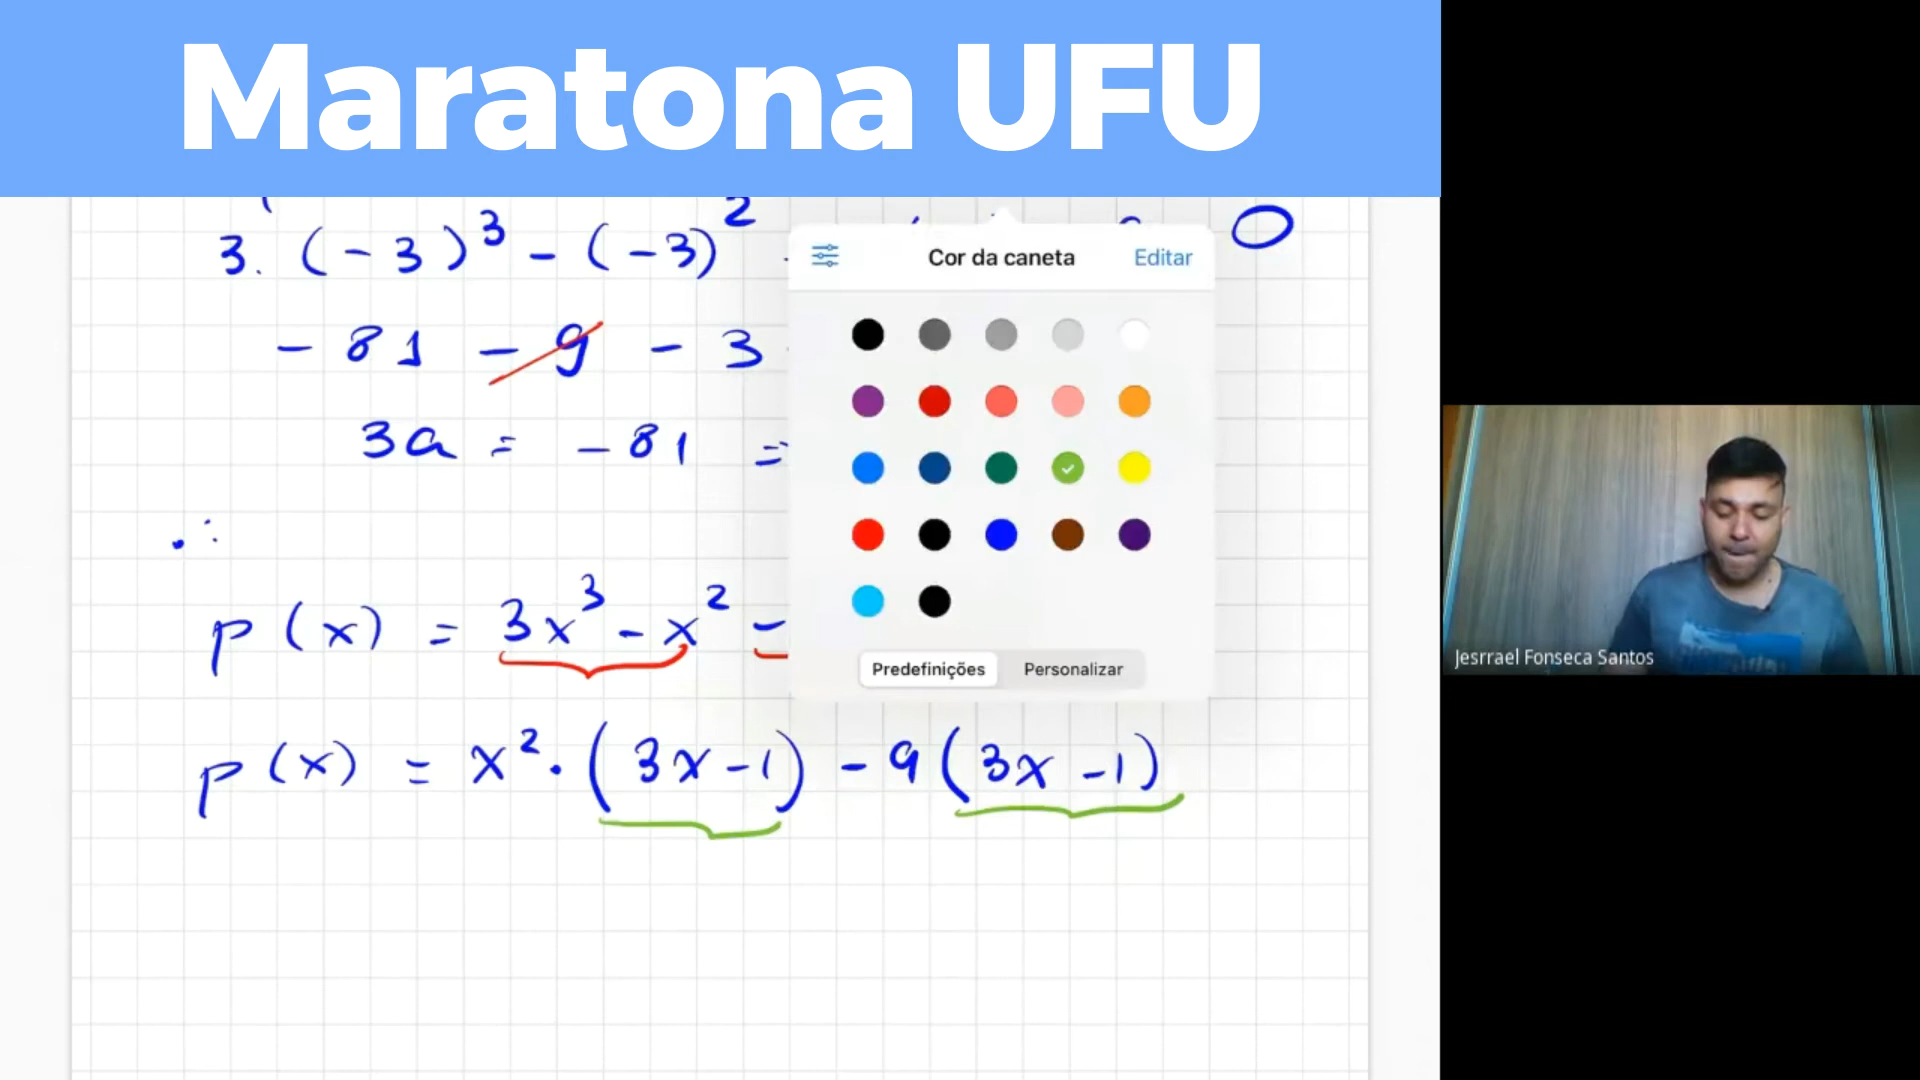 Maratona UFU
3. (-3)³ - (-3)² 0
Cor da caneta Editar
- 81 - 9 - 3
3a = - 81 =
∴
p(x) = 3x³ - x² -
Predefinições Personalizar
p(x) = x² · (3x - 1) - 9(3x - 1)
Jesrrael Fonseca Santos